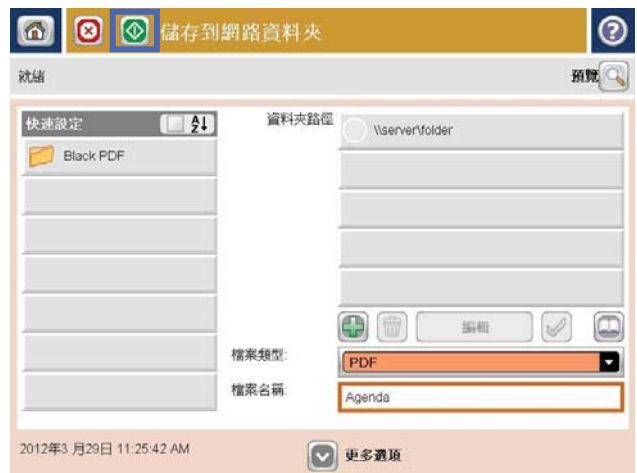 儲存到網路資料夾
就緒
預覽
快速設定
A
Z
資料夾路徑
\\server\folder
Black PDF
編輯
檔案類型:
PDF
檔案名稱:
Agenda
2012年3 月29日 11:25:42 AM
更多選項